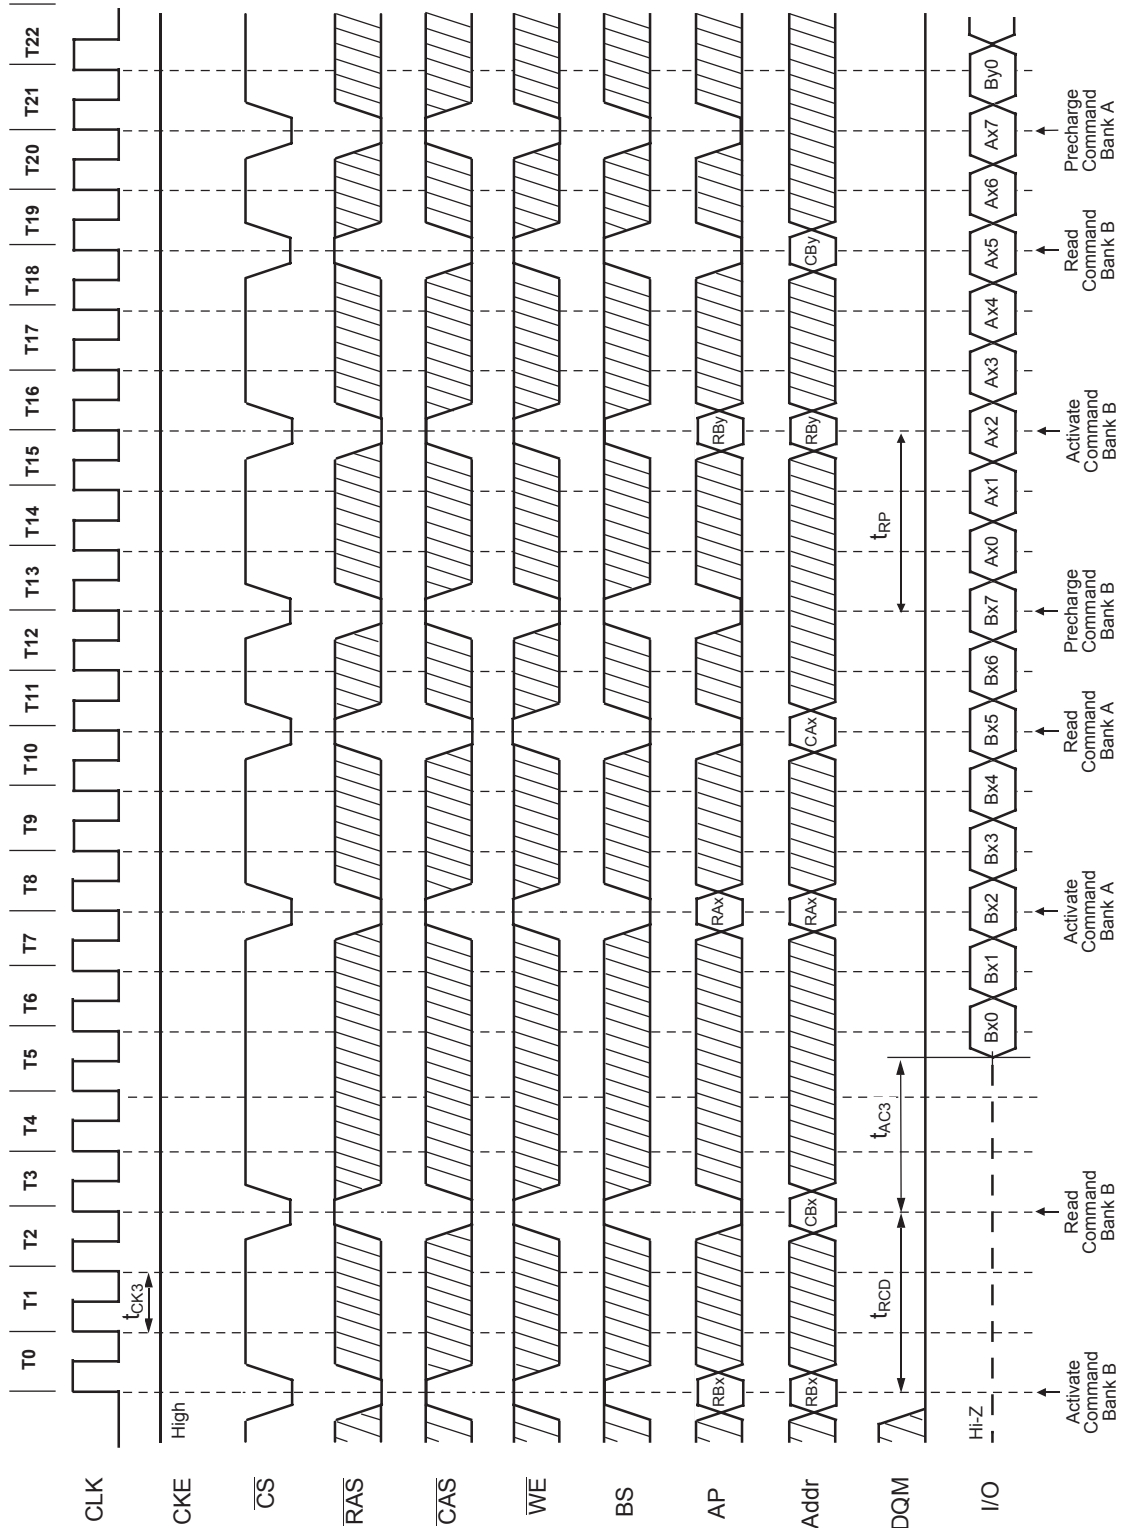 T0 T1 T2 T3 T4 T5 T6 T7 T8 T9 T10 T11 T12 T13 T14 T15 T16 T17 T18 T19 T20 T21 T22
CLK
tCK3
CKE
High
CS
RAS
CAS
WE
BS
AP
RBx RAx RBy
Addr
RBx CBx RAx CAx RBy CBy
DQM
tRCD tAC3 tRP
I/O
Hi-Z
Bx0 Bx1 Bx2 Bx3 Bx4 Bx5 Bx6 Bx7 Ax0 Ax1 Ax2 Ax3 Ax4 Ax5 Ax6 Ax7 By0
Activate
Command
Bank B
Read
Command
Bank B
Activate
Command
Bank A
Read
Command
Bank A
Precharge
Command
Bank B
Activate
Command
Bank B
Read
Command
Bank B
Precharge
Command
Bank A